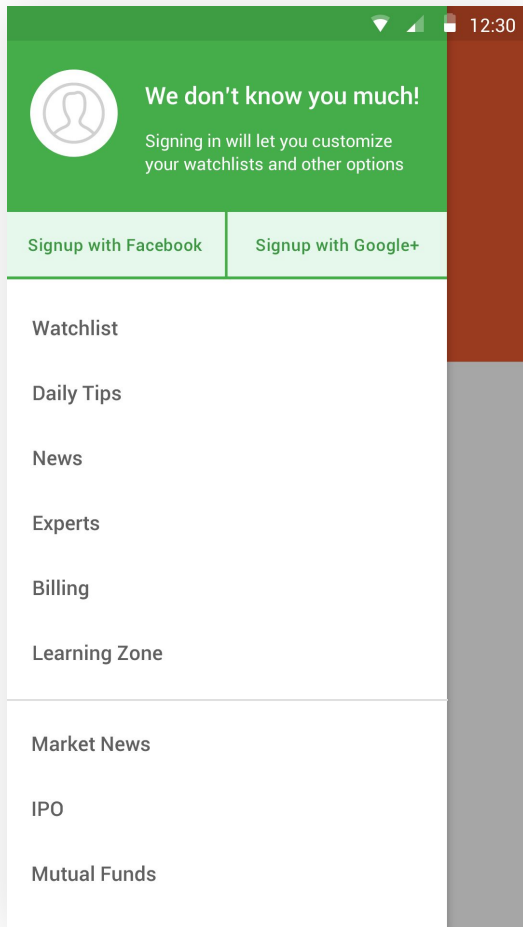 12:30
We don't know you much!
Signing in will let you customize
your watchlists and other options
Signup with Facebook
Signup with Google+
Watchlist
Daily Tips
News
Experts
Billing
Learning Zone
Market News
IPO
Mutual Funds